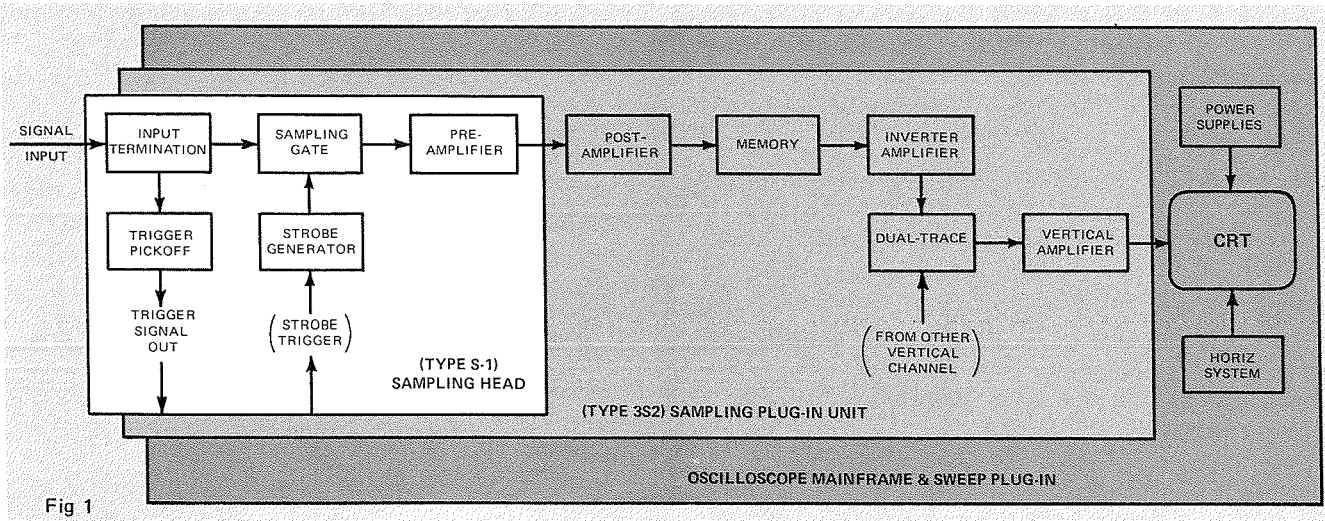 SIGNAL
INPUT
INPUT
TERMINATION
SAMPLING
GATE
PRE-
AMPLIFIER
POST-
AMPLIFIER
MEMORY
INVERTER
AMPLIFIER
POWER
SUPPLIES
TRIGGER
PICKOFF
STROBE
GENERATOR
DUAL-TRACE
VERTICAL
AMPLIFIER
CRT
TRIGGER
SIGNAL
OUT
(STROBE
TRIGGER)
(FROM OTHER
VERTICAL
CHANNEL)
HORIZ
SYSTEM
(TYPE S-1)
SAMPLING HEAD
(TYPE 3S2) SAMPLING PLUG-IN UNIT
OSCILLOSCOPE MAINFRAME & SWEEP PLUG-IN
Fig 1